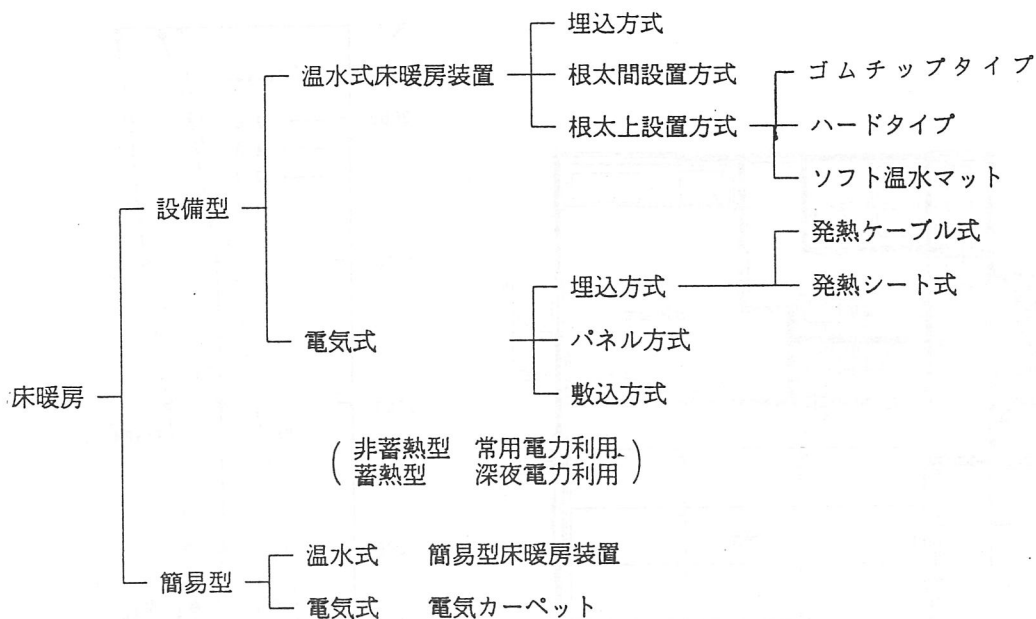 埋込方式
温水式床暖房装置 根太間設置方式 ゴムチップタイプ
根太上設置方式 ハードタイプ
ソフト温水マット
設備型
発熱ケーブル式
埋込方式 発熱シート式
電気式 パネル方式
床暖房 敷込方式
(非蓄熱型 常用電力利用
蓄熱型 深夜電力利用)
温水式 簡易型床暖房装置
簡易型
電気式 電気カーペット